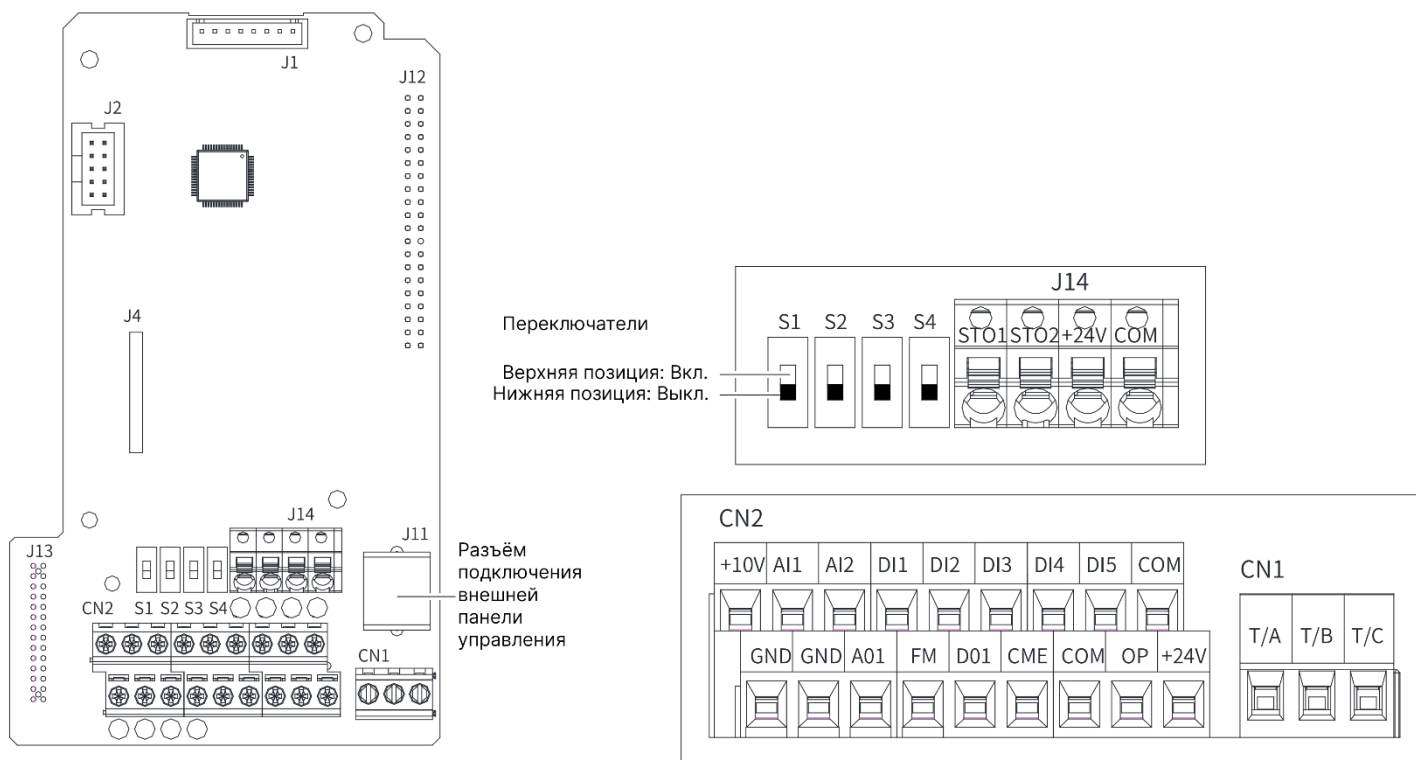 J1
J12
J2
J4
J14
J13
J11
CN2
S1
S2
S3
S4
CN1
Разъём
подключения
внешней
панели
управления
J14
Переключатели
S1
S2
S3
S4
STO1
STO2
+24V
COM
Верхняя позиция: Вкл.
Нижняя позиция: Выкл.
CN2
+10V
AI1
AI2
DI1
DI2
DI3
DI4
DI5
COM
GND
GND
A01
FM
D01
CME
COM
OP
+24V
CN1
T/A
T/B
T/C